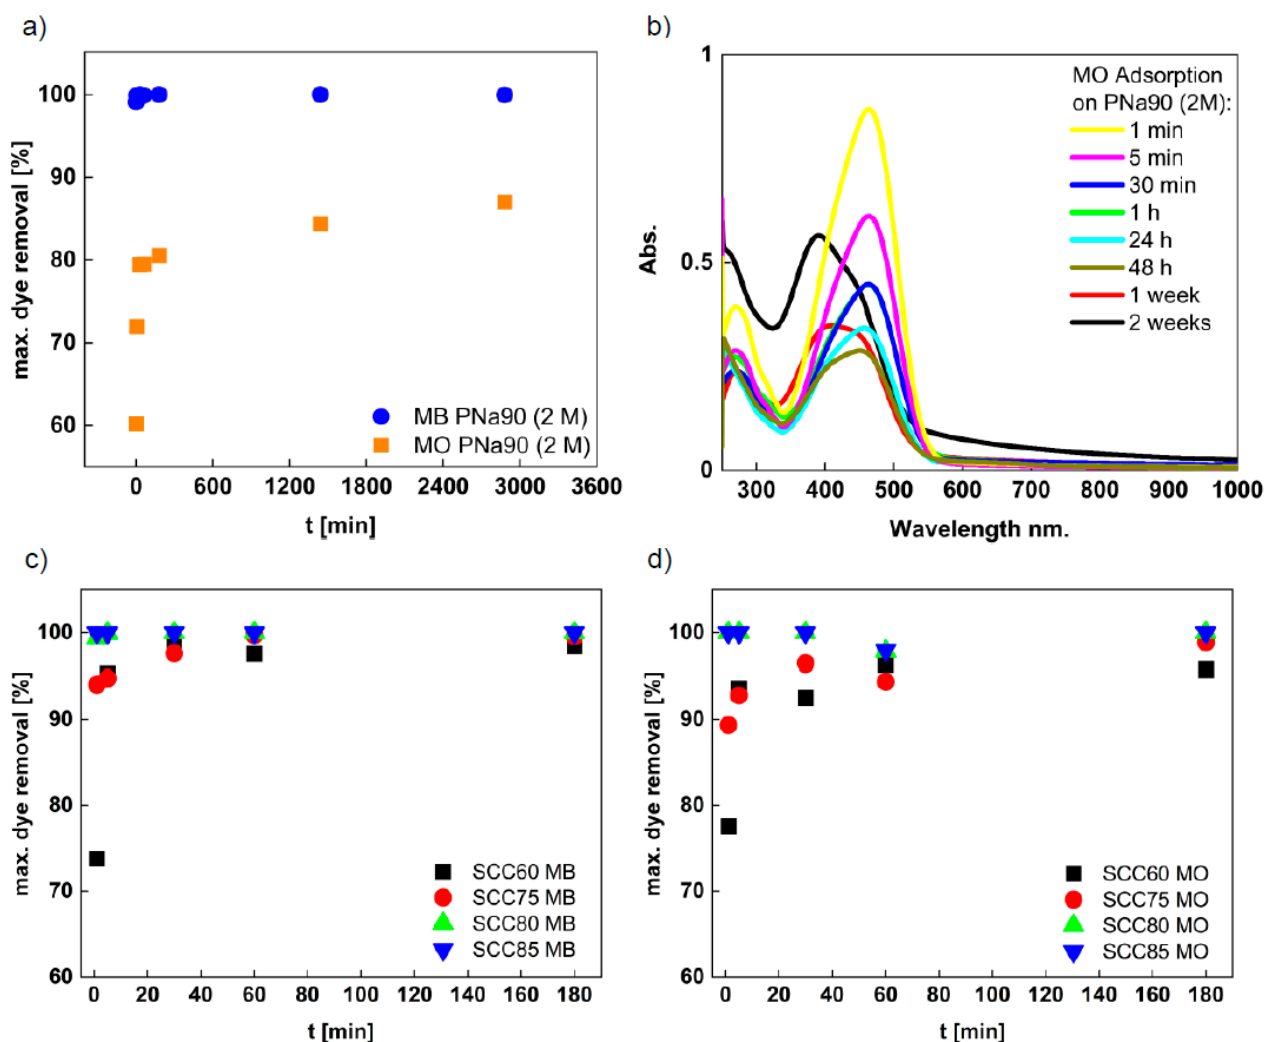 a)
max. dye removal [%]
100
90
80
70
60
MB PNa90 (2 M)
MO PNa90 (2 M)
0 600 1200 1800 2400 3000 3600
t [min]
b)
Abs.
1
0.5
0
MO Adsorption
on PNa90 (2M):
1 min
5 min
30 min
1 h
24 h
48 h
1 week
2 weeks
300 400 500 600 700 800 900 1000
Wavelength nm.
c)
max. dye removal [%]
100
90
80
70
60
SCC60 MB
SCC75 MB
SCC80 MB
SCC85 MB
0 20 40 60 80 100 120 140 160 180
t [min]
d)
max. dye removal [%]
100
90
80
70
60
SCC60 MO
SCC75 MO
SCC80 MO
SCC85 MO
0 20 40 60 80 100 120 140 160 180
t [min]